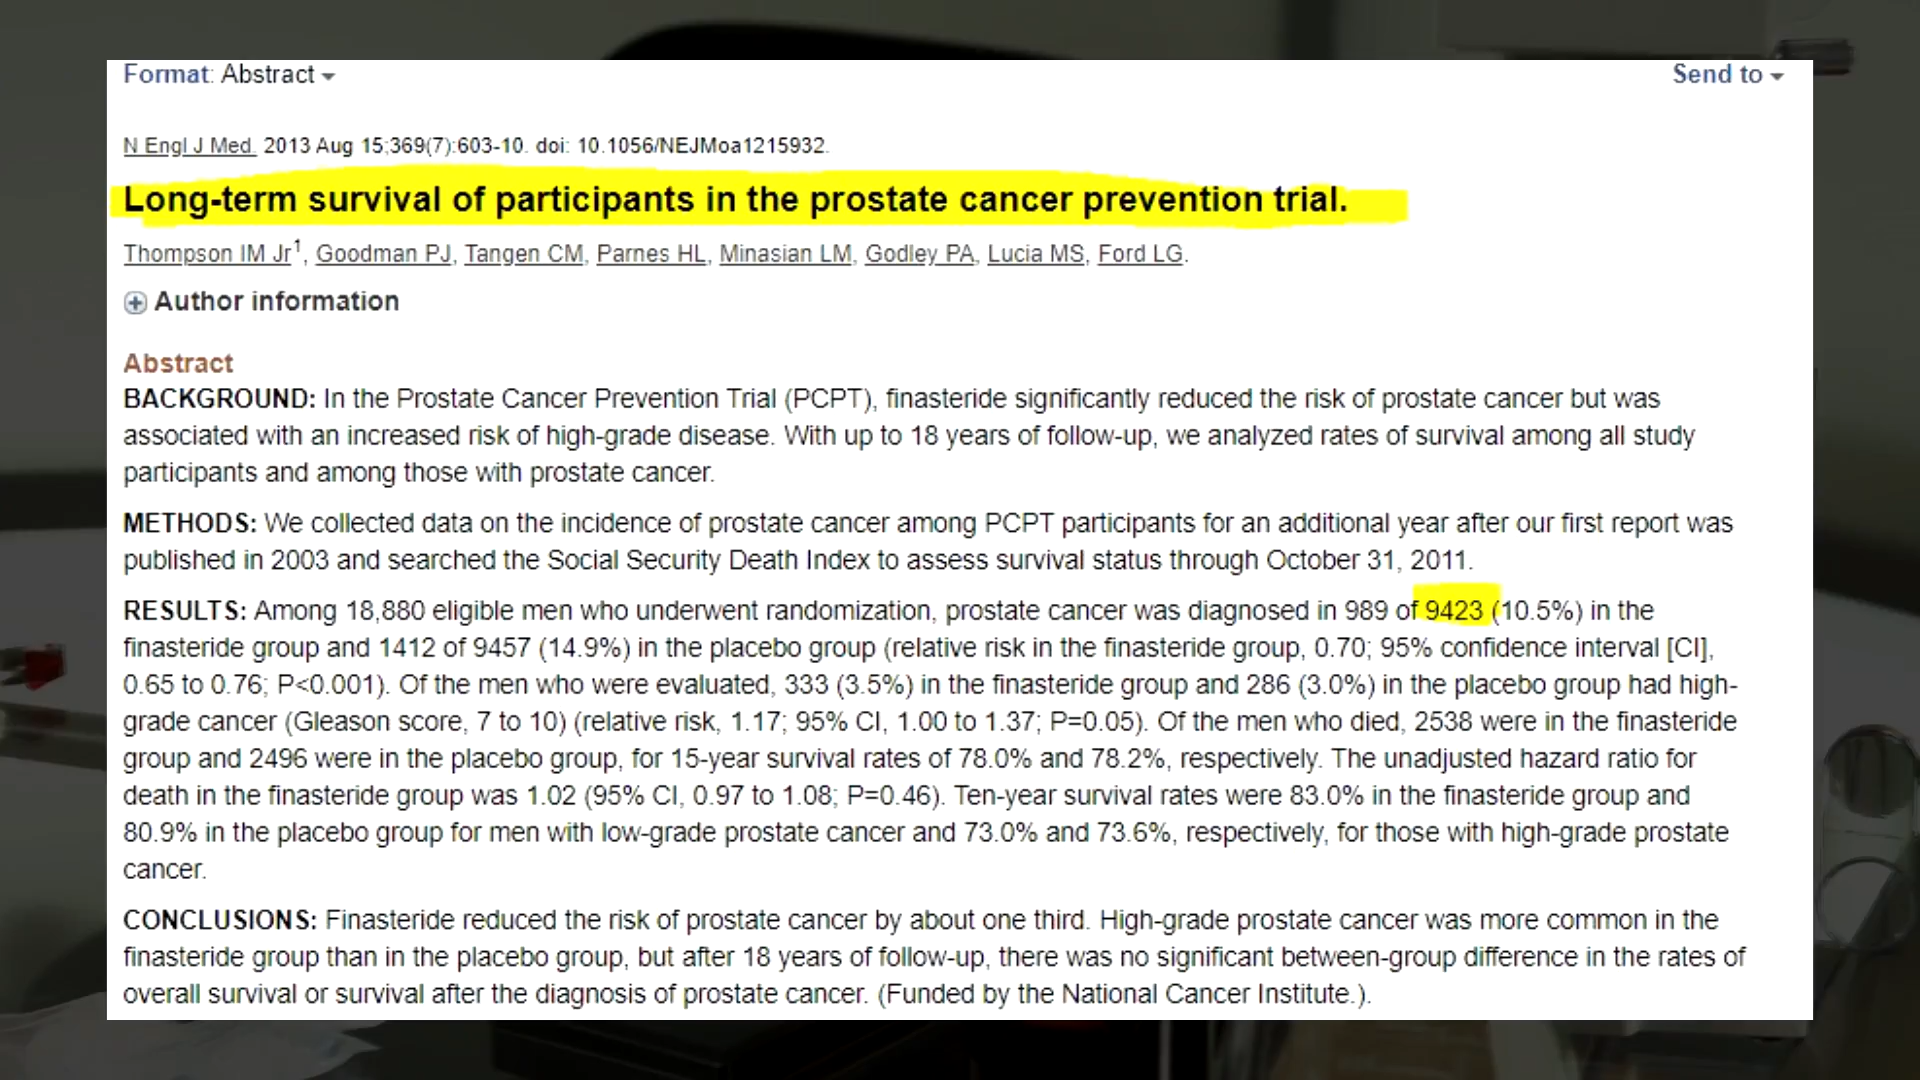 Format: Abstract
Send to
N Engl J Med. 2013 Aug 15;369(7):603-10. doi: 10.1056/NEJMoa1215932.
Long-term survival of participants in the prostate cancer prevention trial.
Thompson IM Jr1, Goodman PJ, Tangen CM, Parnes HL, Minasian LM, Godley PA, Lucia MS, Ford LG.
Author information
Abstract
BACKGROUND: In the Prostate Cancer Prevention Trial (PCPT), finasteride significantly reduced the risk of prostate cancer but was
associated with an increased risk of high-grade disease. With up to 18 years of follow-up, we analyzed rates of survival among all study
participants and among those with prostate cancer.
METHODS: We collected data on the incidence of prostate cancer among PCPT participants for an additional year after our first report was
published in 2003 and searched the Social Security Death Index to assess survival status through October 31, 2011.
RESULTS: Among 18,880 eligible men who underwent randomization, prostate cancer was diagnosed in 989 of 9423 (10.5%) in the
finasteride group and 1412 of 9457 (14.9%) in the placebo group (relative risk in the finasteride group, 0.70; 95% confidence interval [CI],
0.65 to 0.76; P<0.001). Of the men who were evaluated, 333 (3.5%) in the finasteride group and 286 (3.0%) in the placebo group had high-
grade cancer (Gleason score, 7 to 10) (relative risk, 1.17; 95% CI, 1.00 to 1.37; P=0.05). Of the men who died, 2538 were in the finasteride
group and 2496 were in the placebo group, for 15-year survival rates of 78.0% and 78.2%, respectively. The unadjusted hazard ratio for
death in the finasteride group was 1.02 (95% CI, 0.97 to 1.08; P=0.46). Ten-year survival rates were 83.0% in the finasteride group and
80.9% in the placebo group for men with low-grade prostate cancer and 73.0% and 73.6%, respectively, for those with high-grade prostate
cancer.
CONCLUSIONS: Finasteride reduced the risk of prostate cancer by about one third. High-grade prostate cancer was more common in the
finasteride group than in the placebo group, but after 18 years of follow-up, there was no significant between-group difference in the rates of
overall survival or survival after the diagnosis of prostate cancer. (Funded by the National Cancer Institute.).